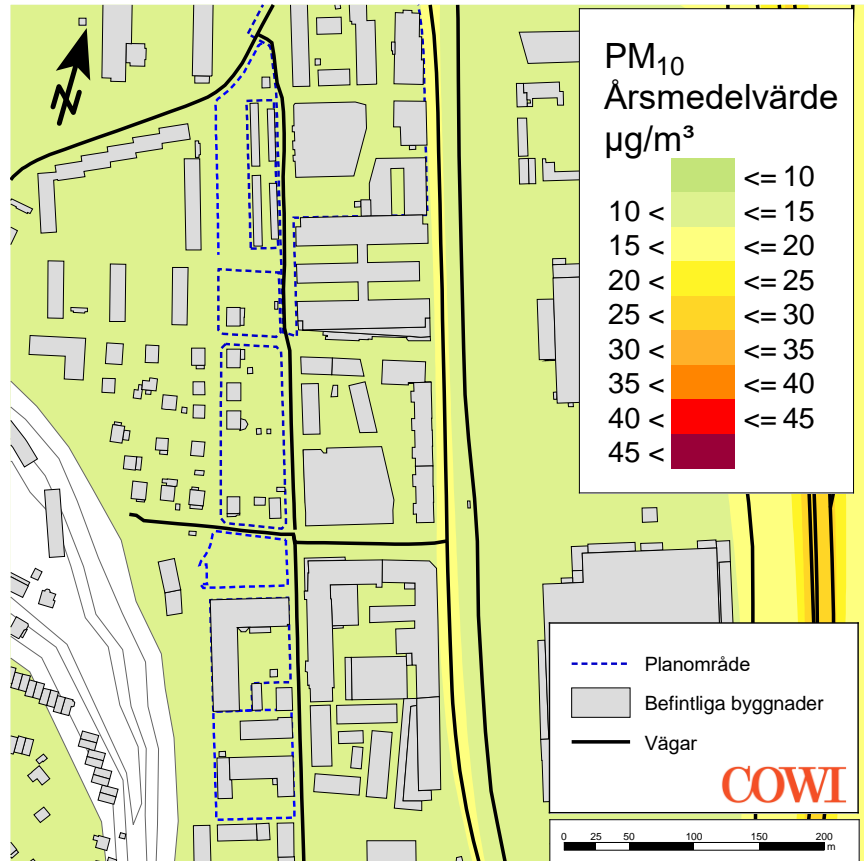 N
PM₁₀
Årsmedelvärde
µg/m³
<= 10
10 < <= 15
15 < <= 20
20 < <= 25
25 < <= 30
30 < <= 35
35 < <= 40
40 < <= 45
45 <
Planområde
Befintliga byggnader
Vägar
COWI
0 25 50 100 150 200
m